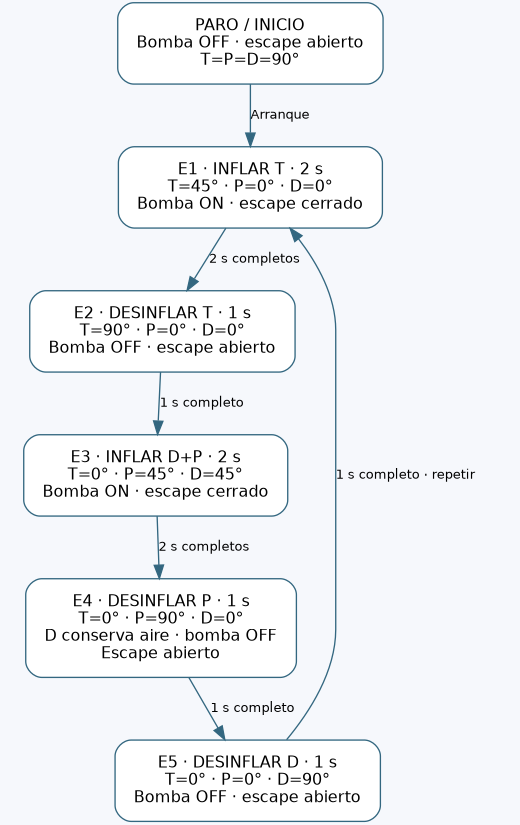 PARO / INICIO
Bomba OFF · escape abierto
T=P=D=90°
Arranque
E1 · INFLAR T · 2 s
T=45° · P=0° · D=0°
Bomba ON · escape cerrado
2 s completos
E2 · DESINFLAR T · 1 s
T=90° · P=0° · D=0°
Bomba OFF · escape abierto
1 s completo
E3 · INFLAR D+P · 2 s
T=0° · P=45° · D=45°
Bomba ON · escape cerrado
1 s completo · repetir
2 s completos
E4 · DESINFLAR P · 1 s
T=0° · P=90° · D=0°
D conserva aire · bomba OFF
Escape abierto
1 s completo
E5 · DESINFLAR D · 1 s
T=0° · P=0° · D=90°
Bomba OFF · escape abierto